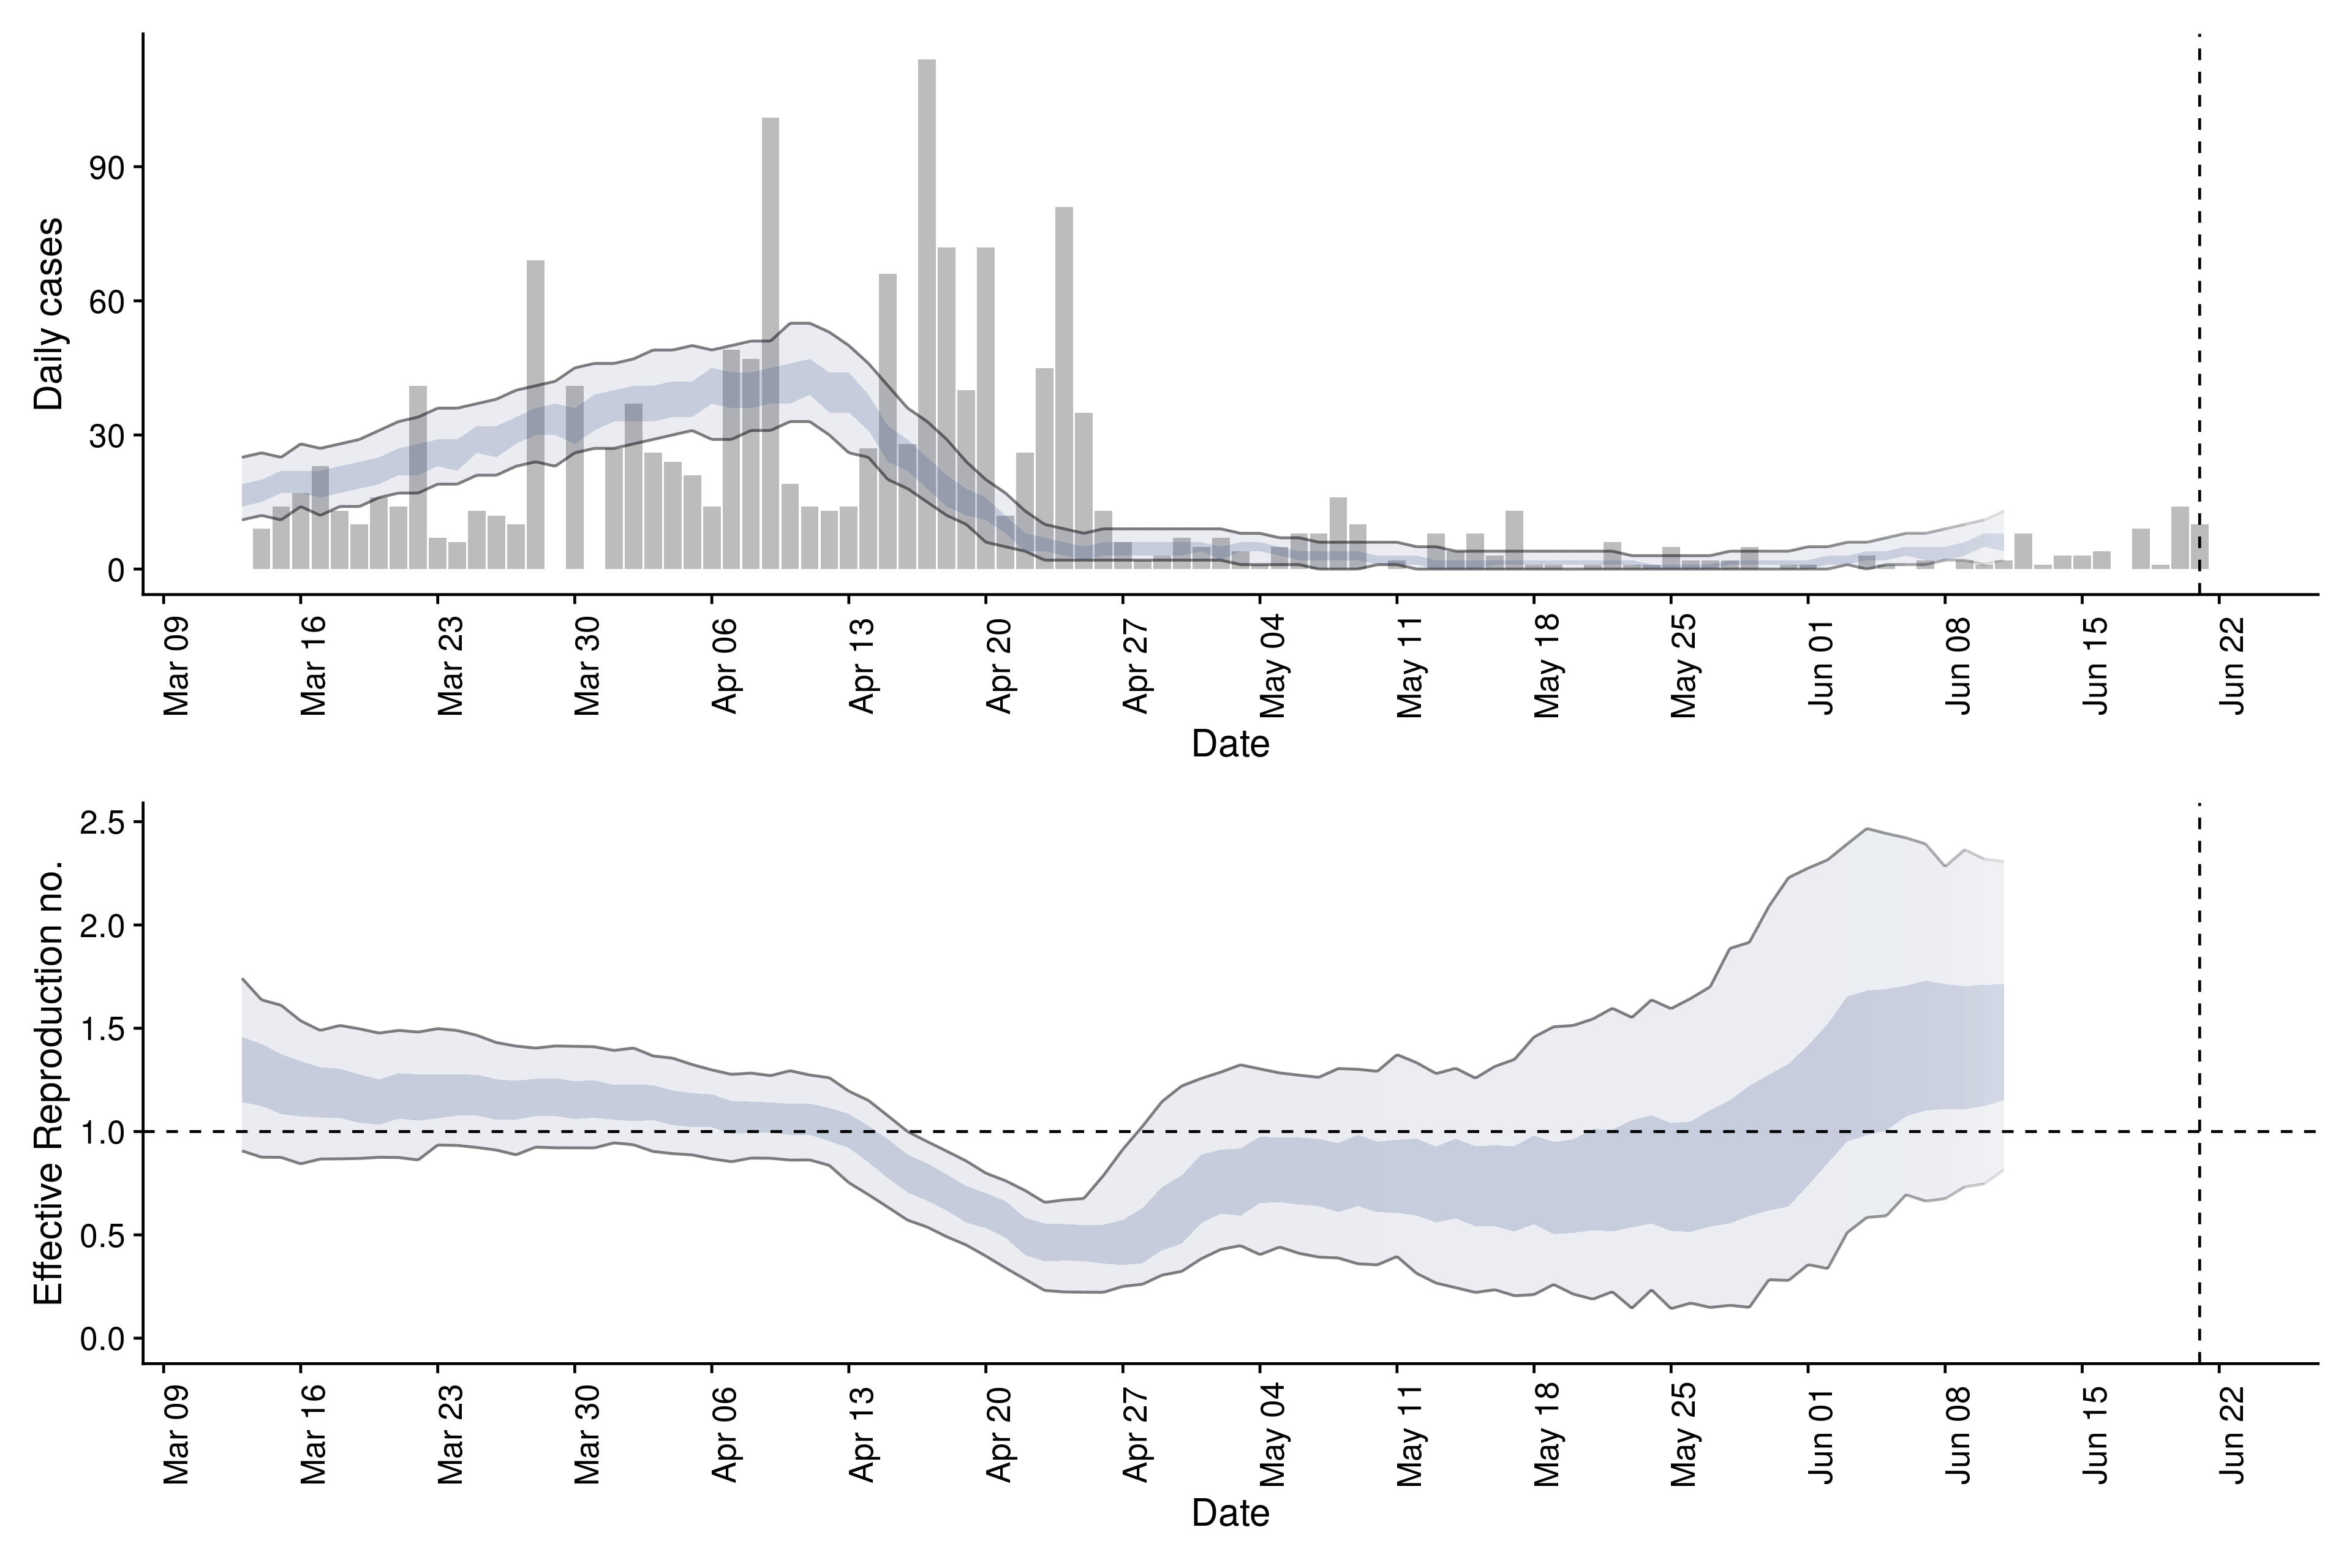 Daily cases
90
60
30
0
Mar 09
Mar 16
Mar 23
Mar 30
Apr 06
Apr 13
Apr 20
Apr 27
May 04
May 11
May 18
May 25
Jun 01
Jun 08
Jun 15
Jun 22
Date
Effective Reproduction no.
2.5
2.0
1.5
1.0
0.5
0.0
Mar 09
Mar 16
Mar 23
Mar 30
Apr 06
Apr 13
Apr 20
Apr 27
May 04
May 11
May 18
May 25
Jun 01
Jun 08
Jun 15
Jun 22
Date